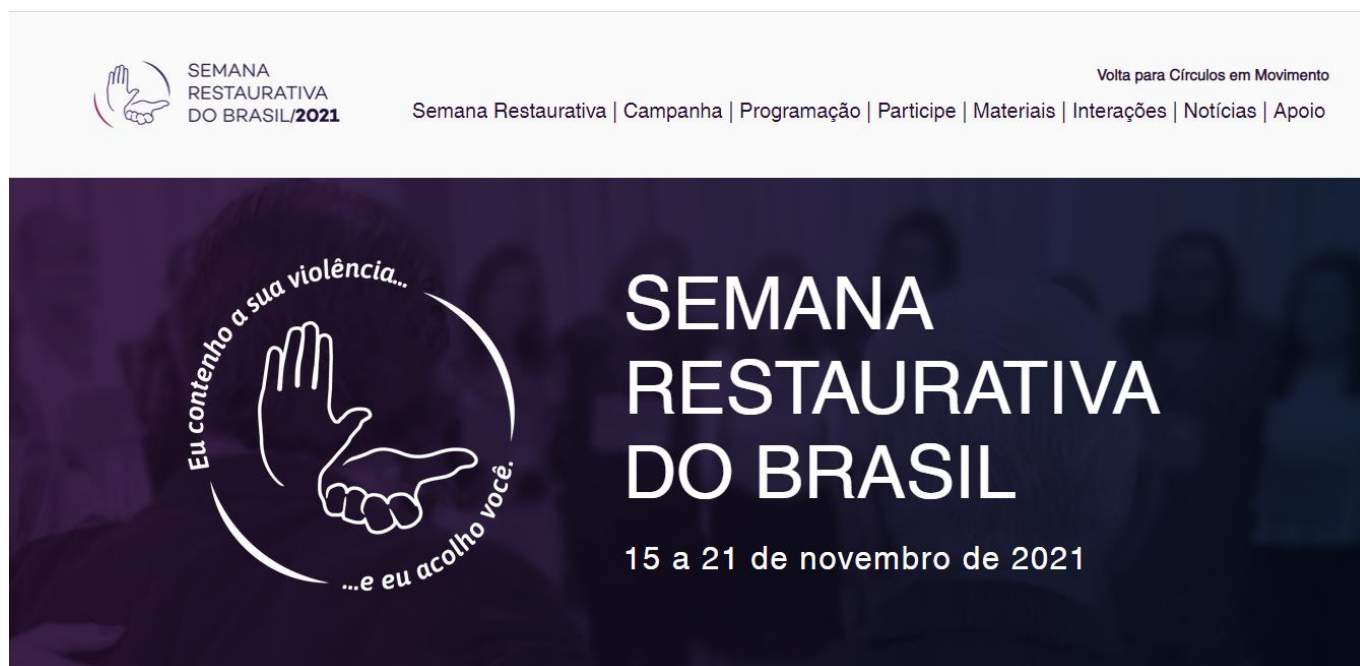 SEMANA
RESTAURATIVA
DO BRASIL/2021
Volta para Círculos em Movimento
Semana Restaurativa | Campanha | Programação | Participe | Materiais | Interações | Notícias | Apoio
Eu contenho a sua violência...
...e eu acolho você.
SEMANA
RESTAURATIVA
DO BRASIL
15 a 21 de novembro de 2021